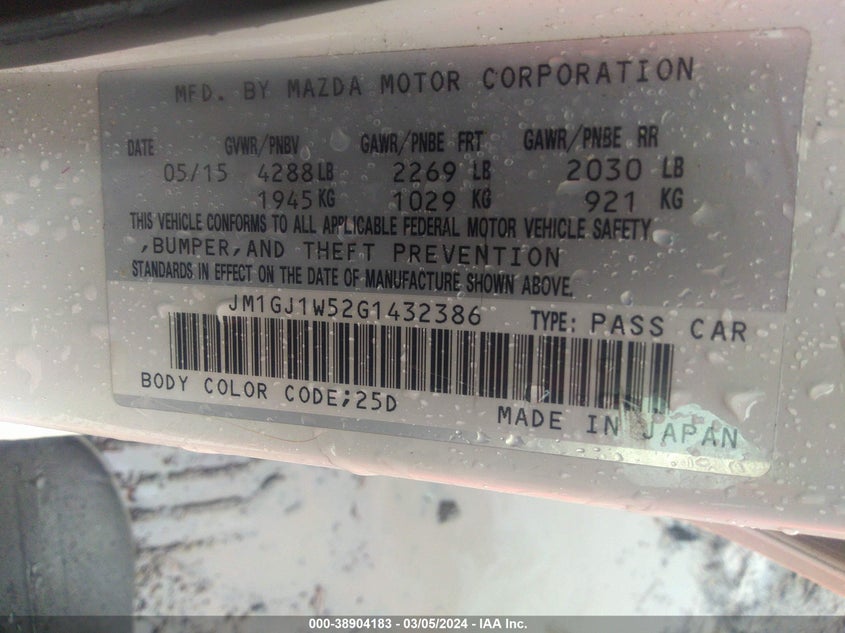 MFD. BY MAZDA MOTOR CORPORATION
DATE GVWR/PNBV GAWR/PNBE FRT GAWR/PNBE RR
05/15 4288 LB 2269 LB 2030 LB
1945 KG 1029 KG 921 KG
THIS VEHICLE CONFORMS TO ALL APPLICABLE FEDERAL MOTOR VEHICLE SAFETY
,BUMPER,AND THEFT PREVENTION
STANDARDS IN EFFECT ON THE DATE OF MANUFACTURE SHOWN ABOVE.
JM1GJ1W52G1432386 TYPE: PASS CAR
BODY COLOR CODE;25D MADE IN JAPAN
000-38904183 - 03/05/2024 - IAA Inc.